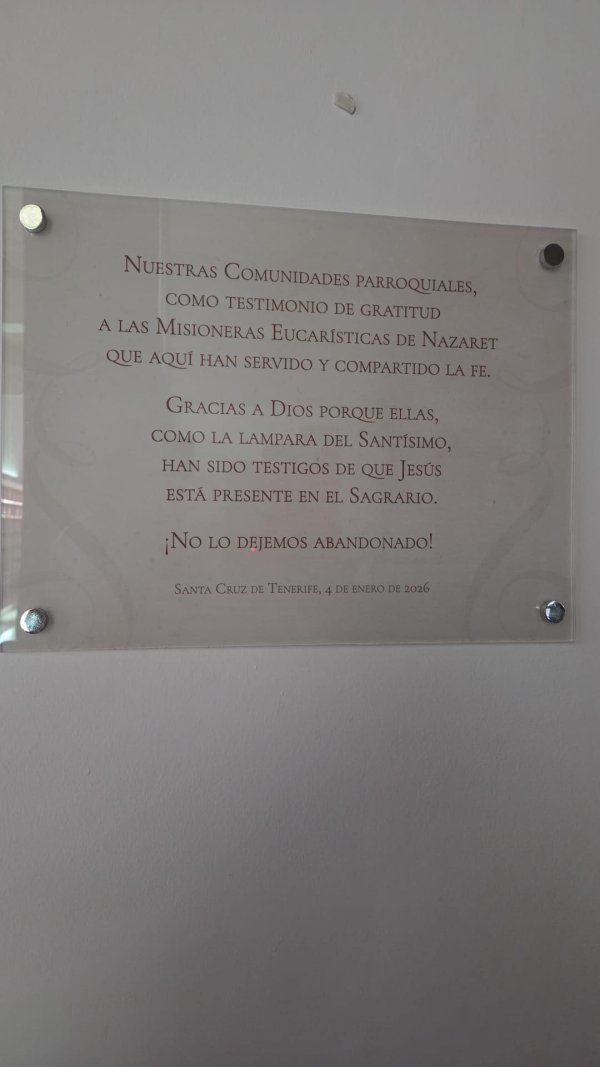 Nuestras Comunidades parroquiales,
como testimonio de gratitud
a las Misioneras Eucarísticas de Nazaret
que aquí han servido y compartido la fe.
Gracias a Dios porque ellas,
como la lampara del Santísimo,
han sido testigos de que Jesús
está presente en el Sagrario.
¡No lo dejemos abandonado!
Santa Cruz de Tenerife, 4 de enero de 2026